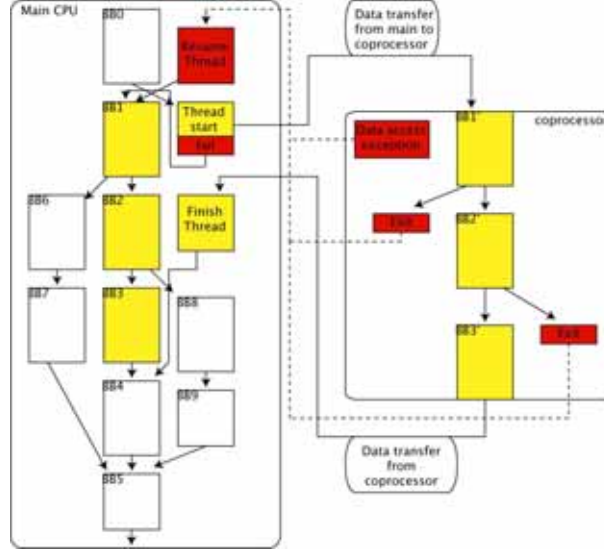 Main CPU
BB0
Rename
Thread
Data transfer
from main to
coprocessor
BB1
Thread
start
Fail
BB1'
coprocessor
Data access
exception
BB6
BB2
Finish
Thread
Exit
BB2'
BB7
BB3
BB8
BB3'
Exit
BB4
BB9
Data transfer
from
coprocessor
BB5